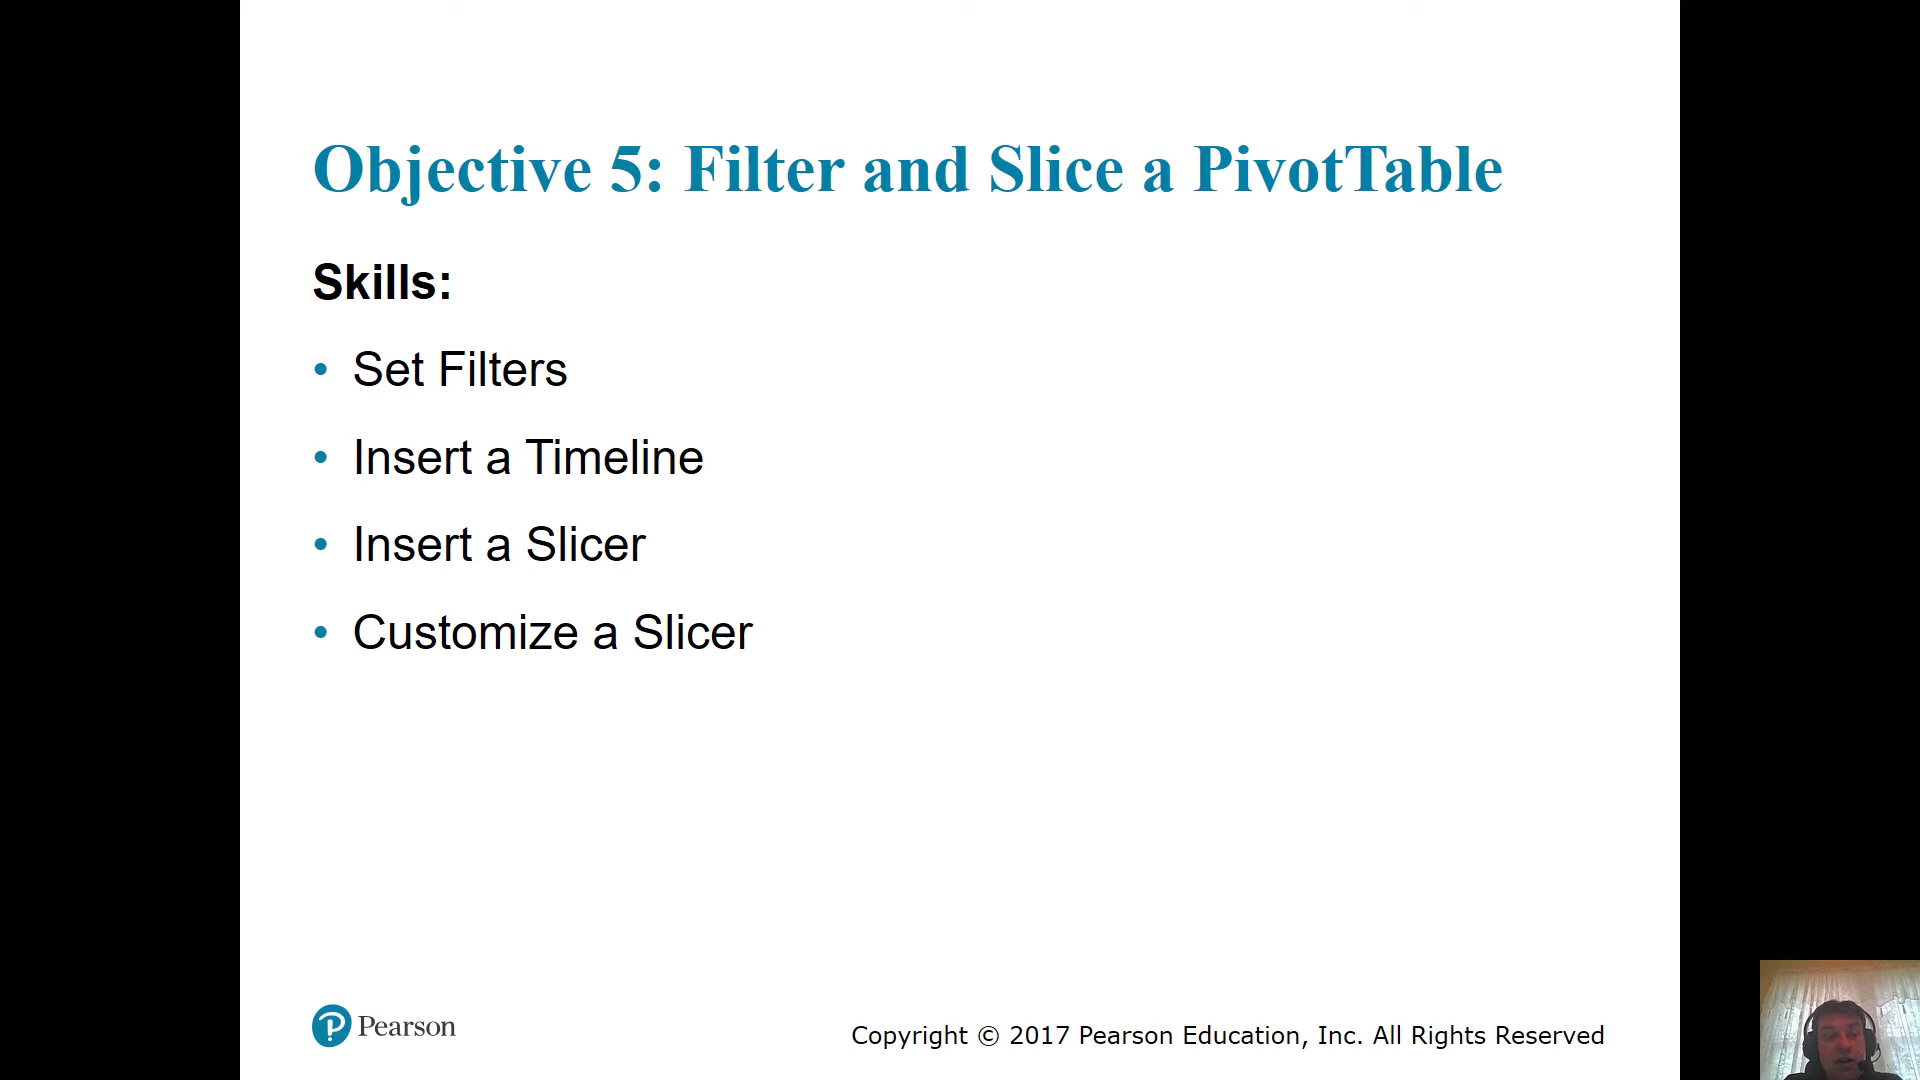 Objective 5: Filter and Slice a PivotTable
Skills:
• Set Filters
• Insert a Timeline
• Insert a Slicer
• Customize a Slicer
Pearson
Copyright © 2017 Pearson Education, Inc. All Rights Reserved